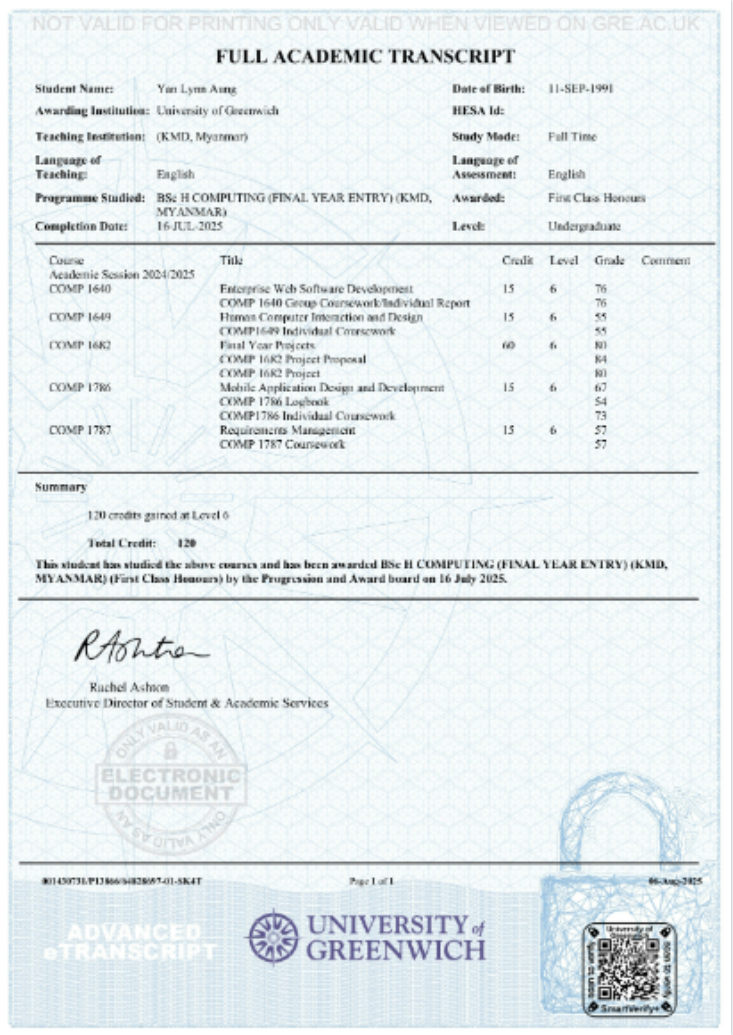 NOT VALID FOR PRINTING ONLY VALID WHEN VIEWED ON GRE.AC.UK
FULL ACADEMIC TRANSCRIPT
Student Name: Yan Lynn Aung Date of Birth: 11-SEP-1991
Awarding Institution: University of Greenwich HESA Id:
Teaching Institution: (KMD, Myanmar) Study Mode: Full Time
Language of Teaching: English Language of Assessment: English
Programme Studied: BSc H COMPUTING (FINAL YEAR ENTRY) (KMD, MYANMAR) Awarded: First Class Honours
Completion Date: 16-JUL-2025 Level: Undergraduate
Course Title Credit Level Grade Comment
Academic Session 2024/2025
COMP 1640 Enterprise Web Software Development 15 6 76
COMP 1640 Group Coursework/Individual Report 76
COMP 1649 Human Computer Interaction and Design 15 6 55
COMP1649 Individual Coursework 55
COMP 1682 Final Year Projects 60 6 80
COMP 1682 Project Proposal 84
COMP 1682 Project 80
COMP 1786 Mobile Application Design and Development 15 6 67
COMP 1786 Logbook 54
COMP1786 Individual Coursework 73
COMP 1787 Requirements Management 15 6 57
COMP 1787 Coursework 57
Summary
120 credits gained at Level 6
Total Credit: 120
This student has studied the above courses and has been awarded BSc H COMPUTING (FINAL YEAR ENTRY) (KMD,
MYANMAR) (First Class Honours) by the Progression and Award board on 16 July 2025.
RAshton
Rachel Ashton
Executive Director of Student & Academic Services
ONLY VALID AS AN
ELECTRONIC
DOCUMENT
ONLY VALID AS AN
Page 1 of 1 06-Aug-2025
ADVANCED
eTRANSCRIPT
UNIVERSITY of
GREENWICH
University of
Greenwich
scan to verify
scan to verify
SmartVerify+